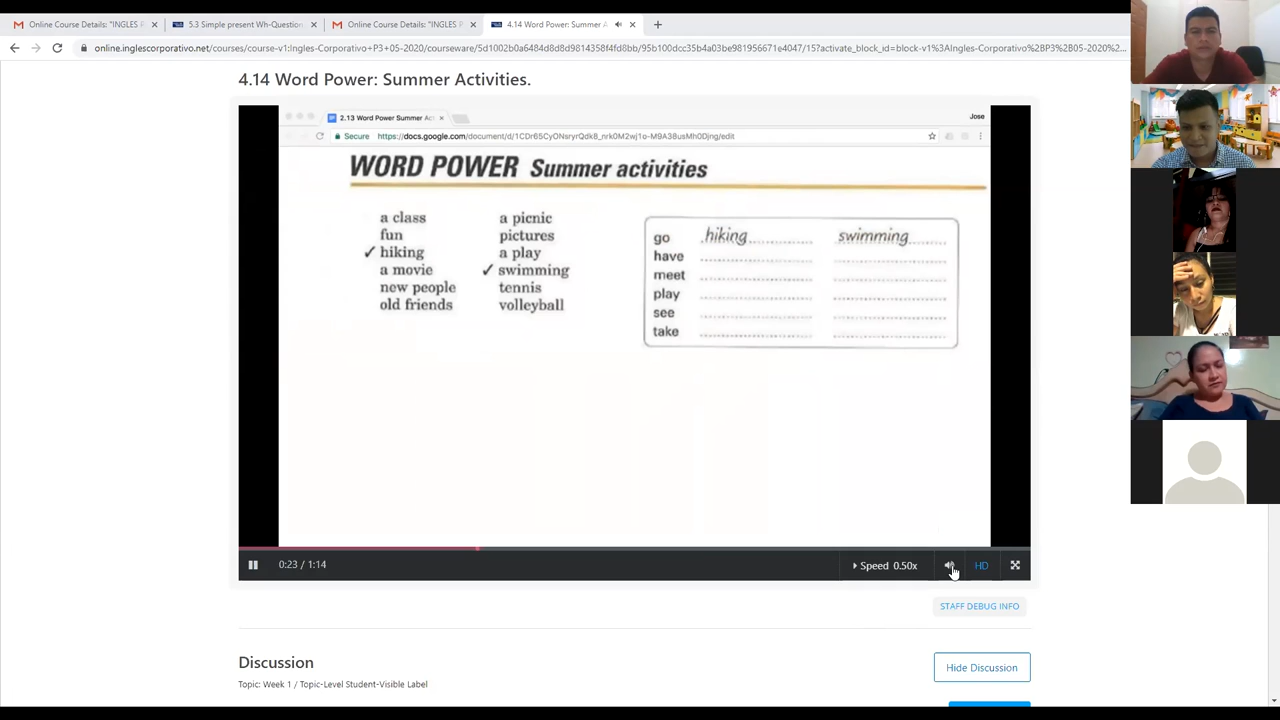 Online Course Details: "INGLES P
5.3 Simple present Wh-Question
Online Course Details: "INGLES P
4.14 Word Power: Summer A
online.inglescorporativo.net/courses/course-v1:Ingles-Corporativo+P3+05-2020/courseware/5d1002b0a6484d8d8d9814358f4fd8bb/95b100dcc35b4a03be981956671e4047/15?activate_block_id=block-v1%3AIngles-Corporativo%2BP3%2B05-2020%2...
4.14 Word Power: Summer Activities.
2.13 Word Power Summer Act
Jose
Secure https://docs.google.com/document/d/1CDr65CyONsryrQdk8_nrk0M2wj1o-M9A38usMh0Djng/edit
WORD POWER Summer activities
a class
fun
✓ hiking
a movie
new people
old friends
a picnic
pictures
a play
✓ swimming
tennis
volleyball
go hiking swimming
have
meet
play
see
take
0:23 / 1:14
Speed 0.50x
HD
STAFF DEBUG INFO
Discussion
Hide Discussion
Topic: Week 1 / Topic-Level Student-Visible Label